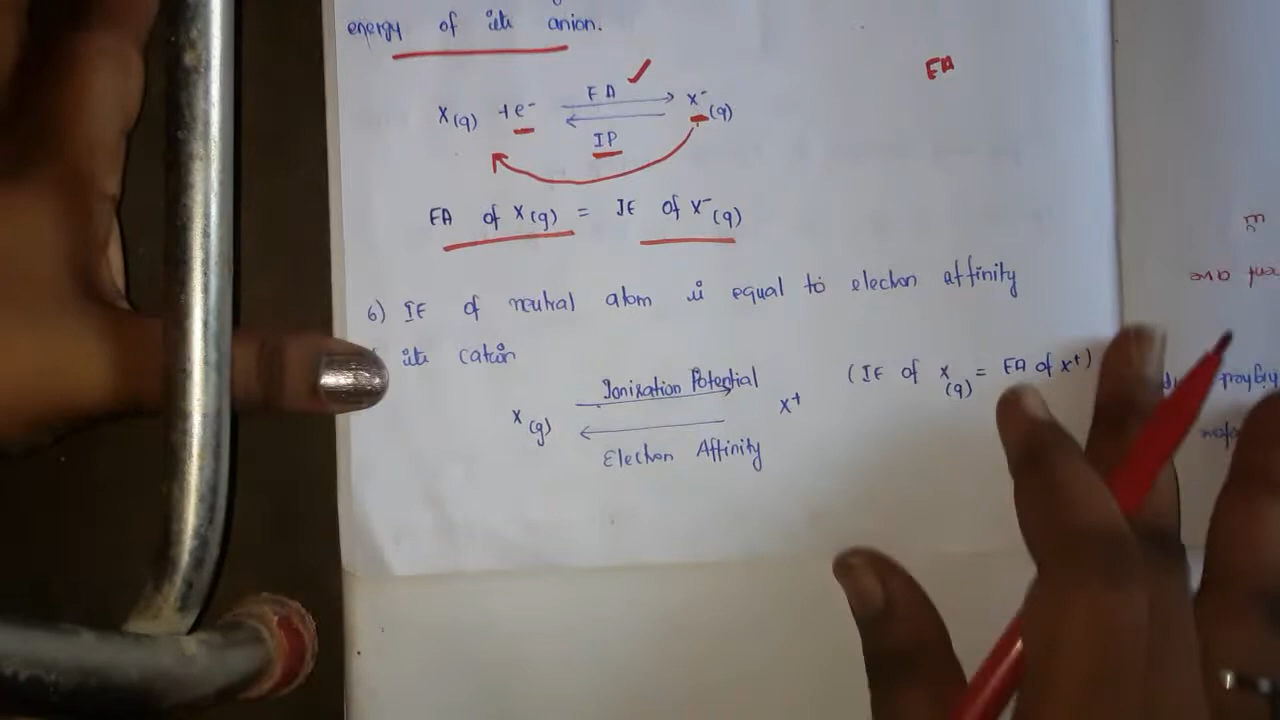 energy of its anion.
EA
X(g) + e⁻ EA X⁻(g)
IP
EA of X(g) = IE of X⁻(g)
6) IE of neutral atom is equal to electron affinity
its cation
(IE of X(g) = EA of X⁺)
X(g) Ionisation Potential X⁺
Electron Affinity